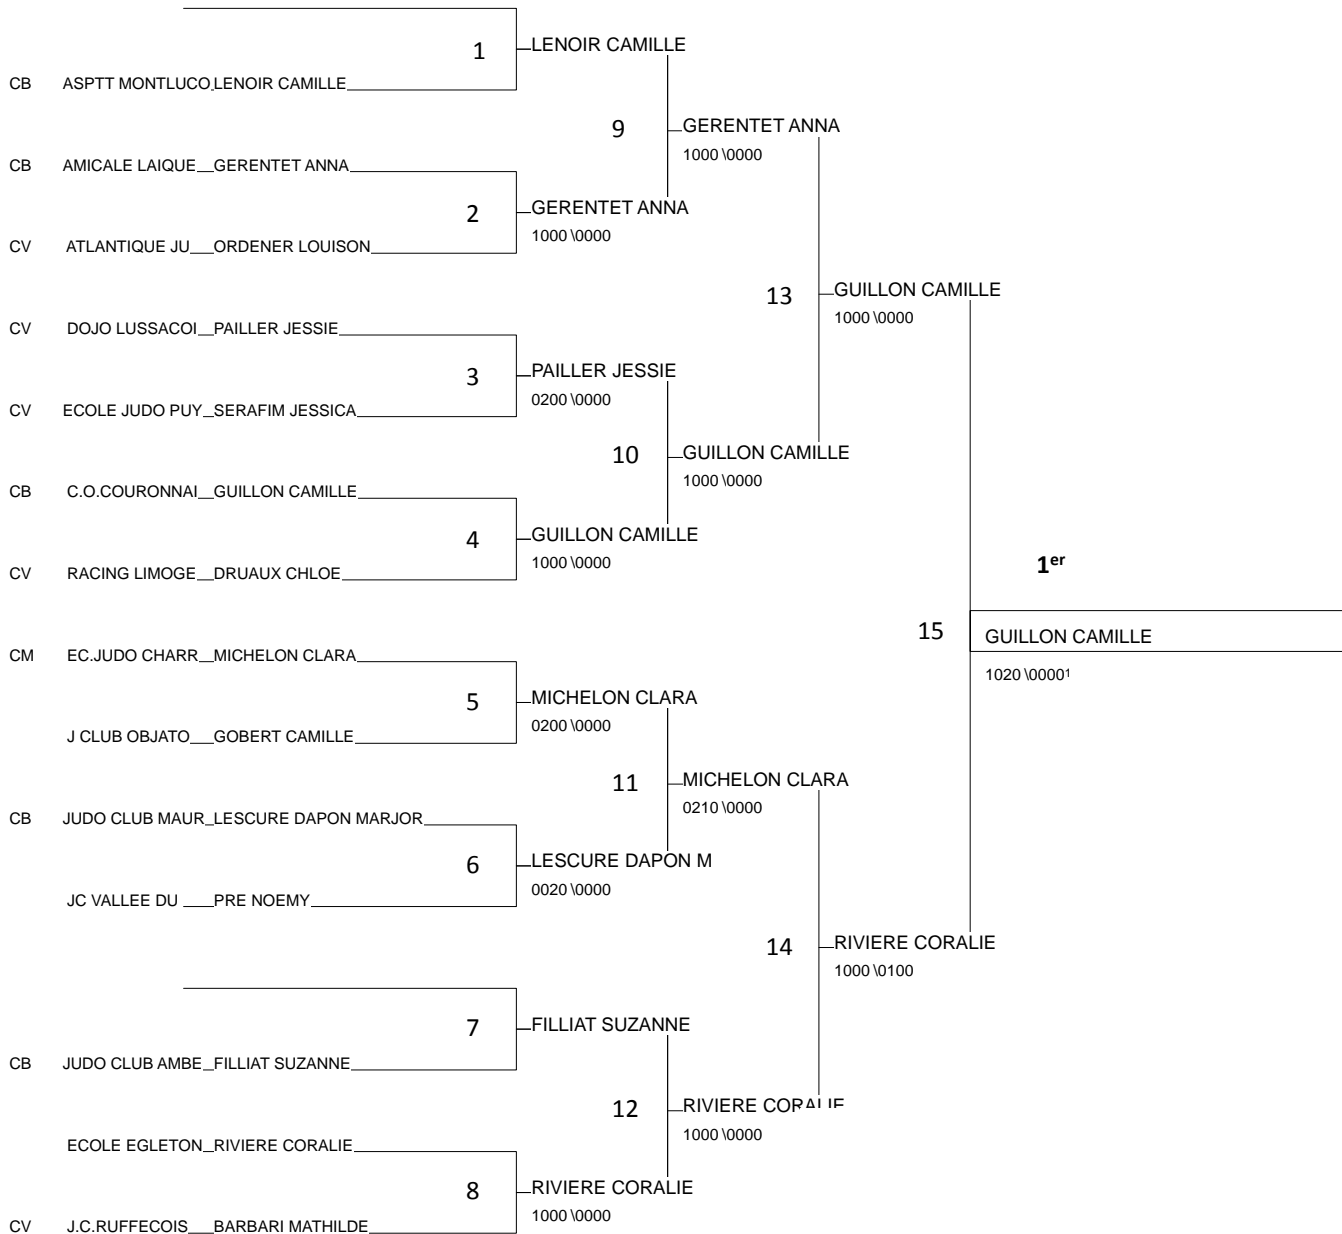 1 LENOIR CAMILLE
CB ASPTT MONTLUCO LENOIR CAMILLE
9 GERENTET ANNA
1000 \0000
CB AMICALE LAIQUE GERENTET ANNA
2 GERENTET ANNA
1000 \0000
CV ATLANTIQUE JU ORDENER LOUISON
13 GUILLON CAMILLE
1000 \0000
CV DOJO LUSSACOI PAILLER JESSIE
3 PAILLER JESSIE
0200 \0000
CV ECOLE JUDO PUY SERAFIM JESSICA
10 GUILLON CAMILLE
1000 \0000
CB C.O.COURONNAI GUILLON CAMILLE
4 GUILLON CAMILLE
1000 \0000
CV RACING LIMOGE DRUAUX CHLOE
1er
15 GUILLON CAMILLE
1020 \00001
CM EC.JUDO CHARR MICHELON CLARA
5 MICHELON CLARA
0200 \0000
J CLUB OBJATO GOBERT CAMILLE
11 MICHELON CLARA
0210 \0000
CB JUDO CLUB MAUR LESCURE DAPON MARJOR
6 LESCURE DAPON M
0020 \0000
JC VALLEE DU PRE NOEMY
14 RIVIERE CORALIE
1000 \0100
7 FILLIAT SUZANNE
CB JUDO CLUB AMBE FILLIAT SUZANNE
12 RIVIERE CORALIE
1000 \0000
ECOLE EGLETON RIVIERE CORALIE
8 RIVIERE CORALIE
1000 \0000
CV J.C.RUFFECOIS BARBARI MATHILDE